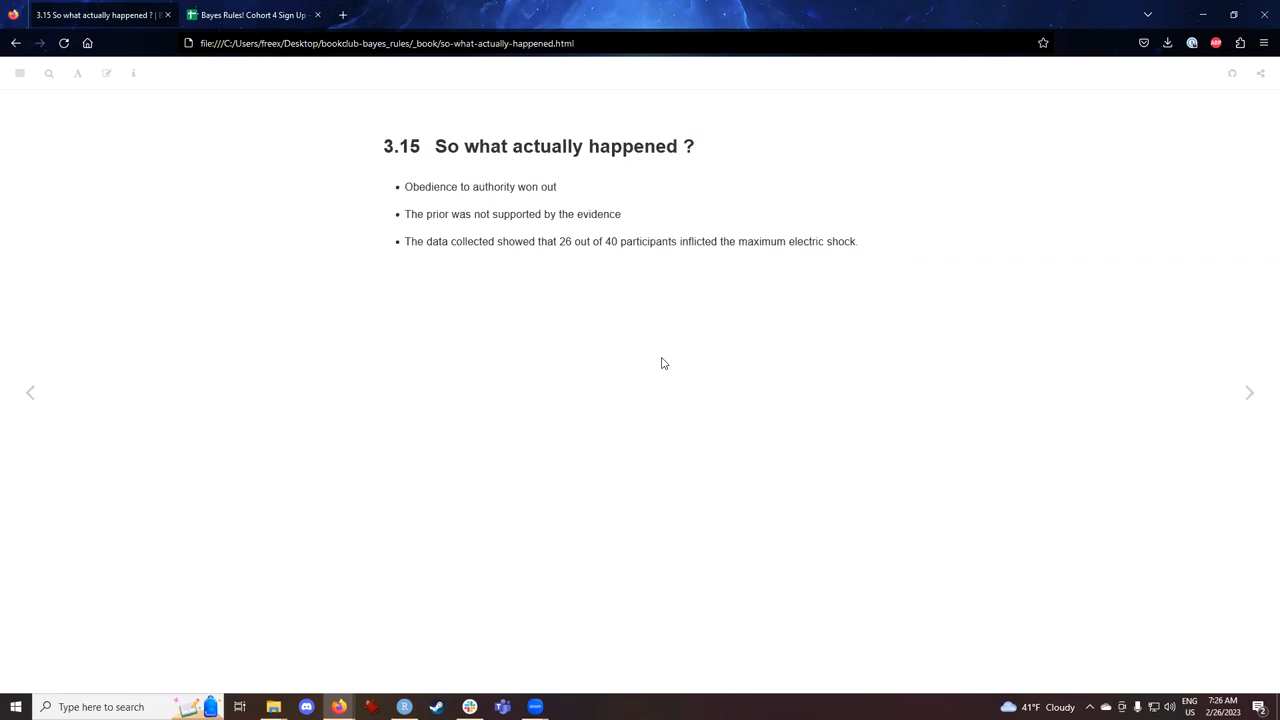 3.15 So what actually happened ? | B
Bayes Rules! Cohort 4 Sign Up -
file:///C:/Users/freex/Desktop/bookclub-bayes_rules/_book/so-what-actually-happened.html
ABP
3.15 So what actually happened ?
• Obedience to authority won out
• The prior was not supported by the evidence
• The data collected showed that 26 out of 40 participants inflicted the maximum electric shock.
Type here to search
zoom
41°F Cloudy
ENG
US
7:26 AM
2/26/2023
2